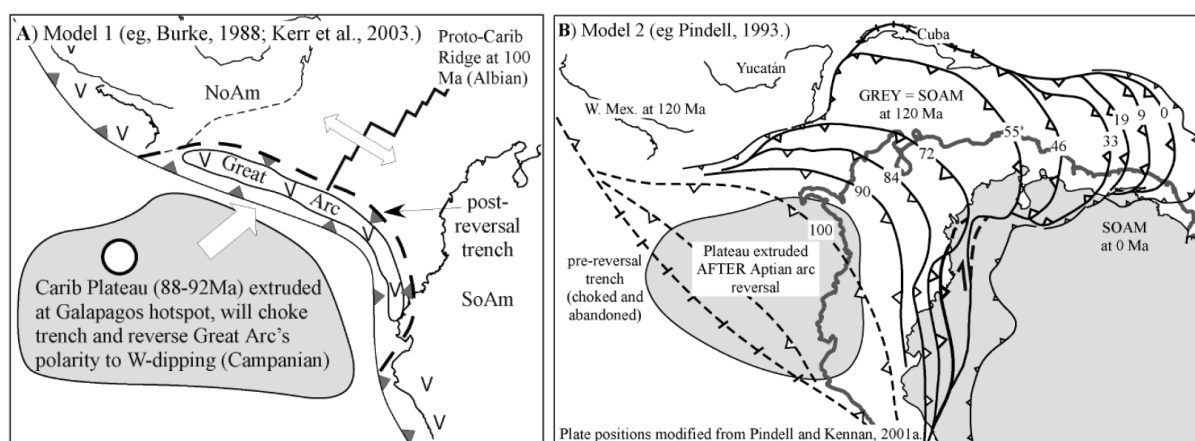 A) Model 1 (eg, Burke, 1988; Kerr et al., 2003.)
Proto-Carib
Ridge at 100
Ma (Albian)
NoAm
V
V
V
Great
V
Arc
V
V
post-
reversal
trench
SoAm
Carib Plateau (88-92Ma) extruded
at Galapagos hotspot, will choke
trench and reverse Great Arc's
polarity to W-dipping (Campanian)
V
V
V
B) Model 2 (eg Pindell, 1993.)
Cuba
Yucatán
W. Mex. at 120 Ma
GREY = SOAM
at 120 Ma
55'
46
33
19
9
0
72
84
90
100
SOAM
at 0 Ma
Plateau extruded
AFTER Aptian arc
reversal
pre-reversal
trench
(choked and
abandoned)
Plate positions modified from Pindell and Kennan, 2001a.